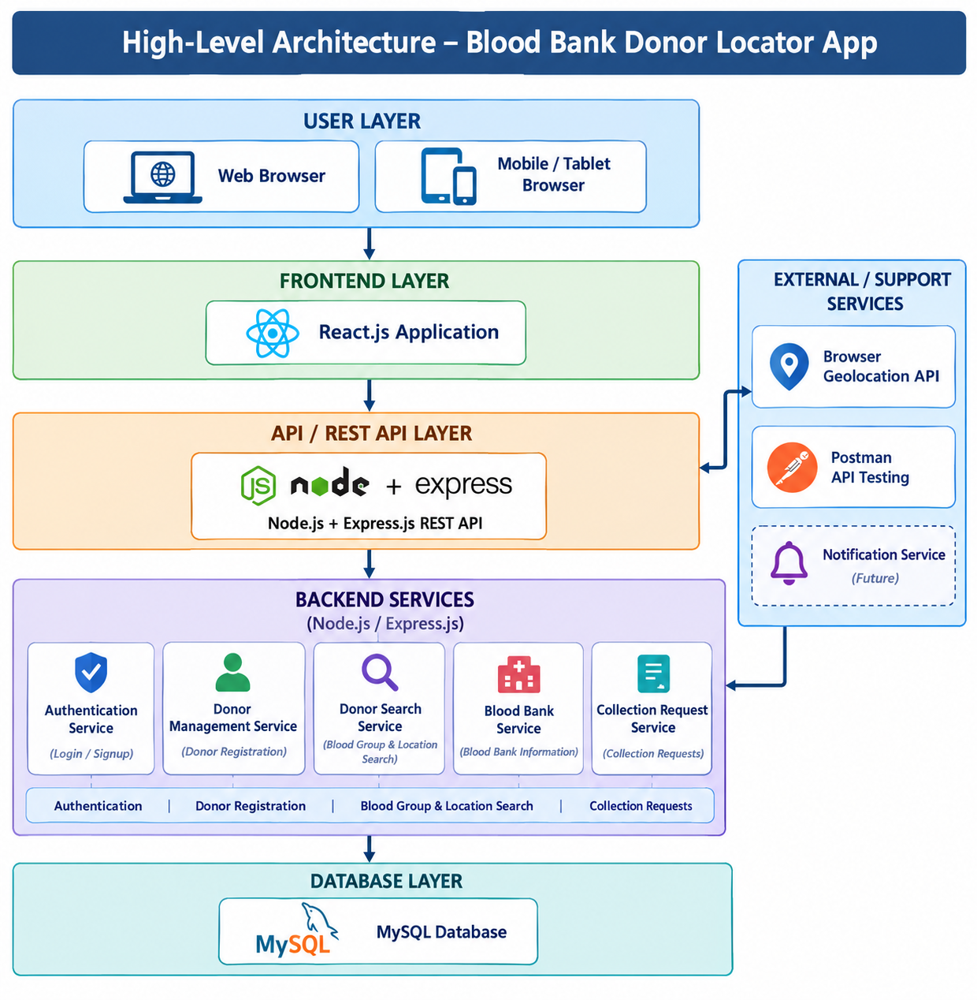 High-Level Architecture – Blood Bank Donor Locator App
USER LAYER
Web Browser
Mobile / Tablet
Browser
FRONTEND LAYER
React.js Application
API / REST API LAYER
JS node + express
Node.js + Express.js REST API
EXTERNAL / SUPPORT
SERVICES
Browser
Geolocation API
Postman
API Testing
Notification Service
(Future)
BACKEND SERVICES
(Node.js / Express.js)
Authentication
Service
(Login / Signup)
Donor
Management Service
(Donor Registration)
Donor Search
Service
(Blood Group & Location
Search)
Blood Bank
Service
(Blood Bank Information)
Collection Request
Service
(Collection Requests)
Authentication | Donor Registration | Blood Group & Location Search | Collection Requests
DATABASE LAYER
MySQL
MySQL Database